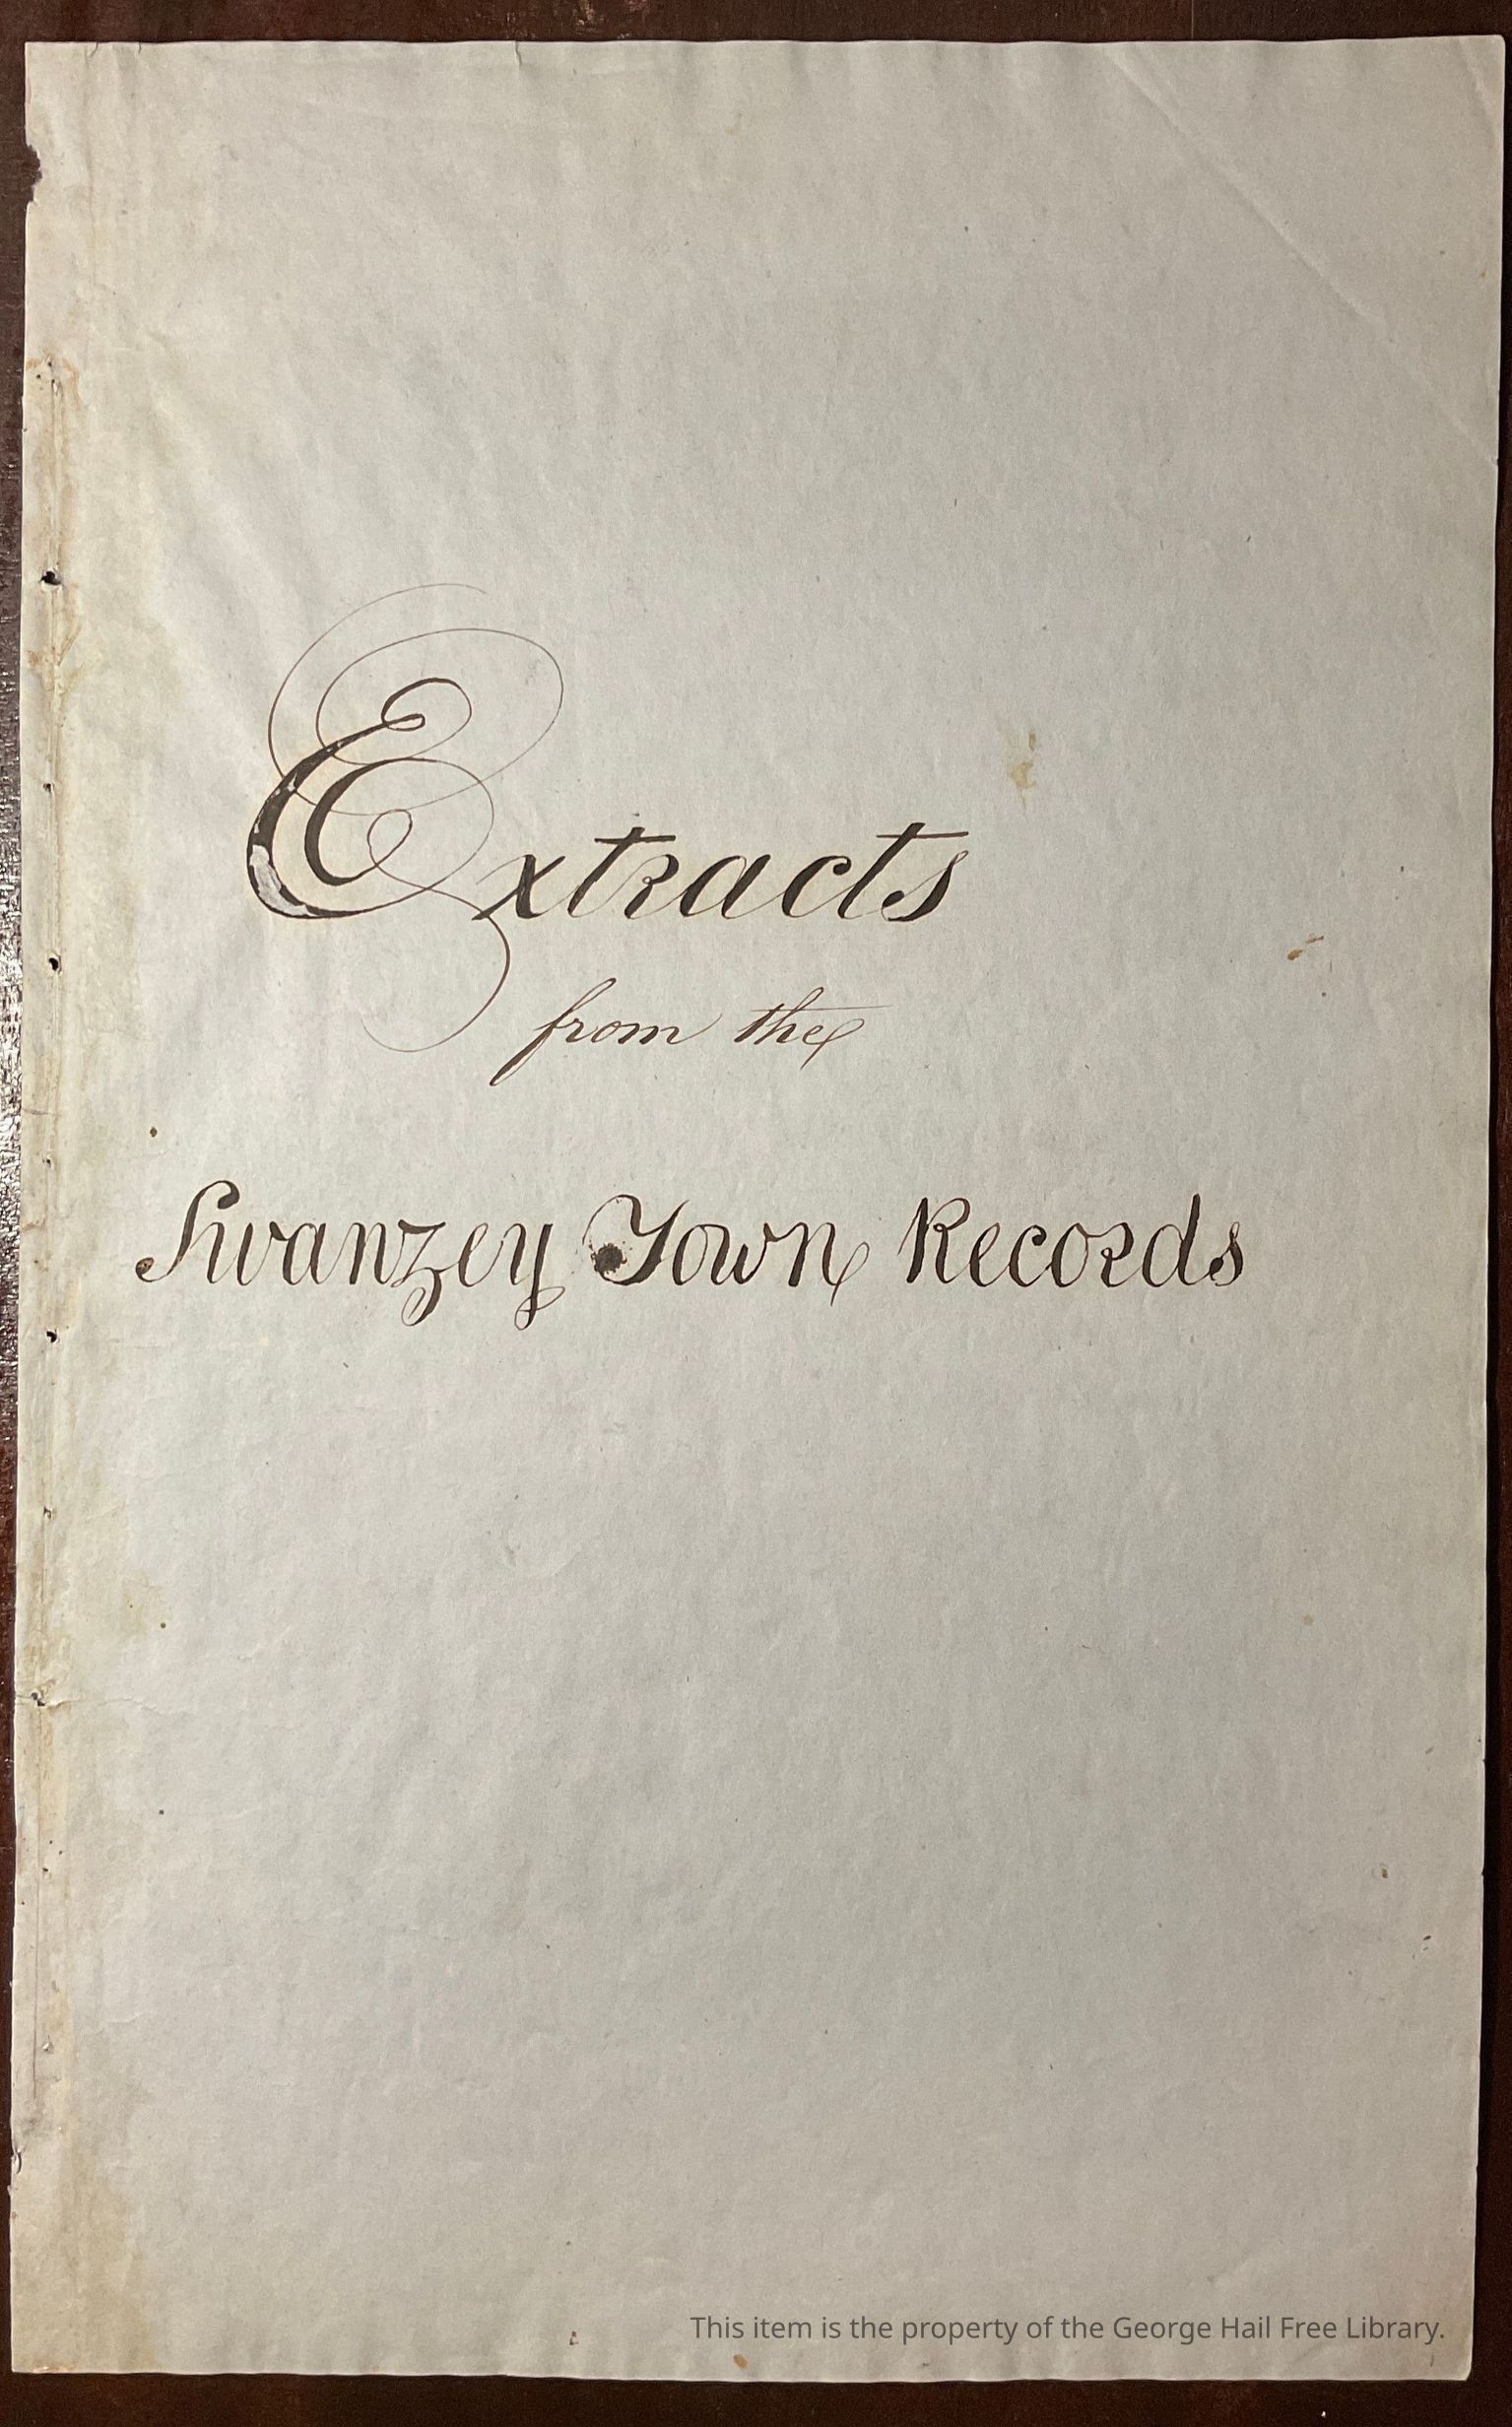 Extracts
from the
Swanzey Town Records
This item is the property of the George Hail Free Library.